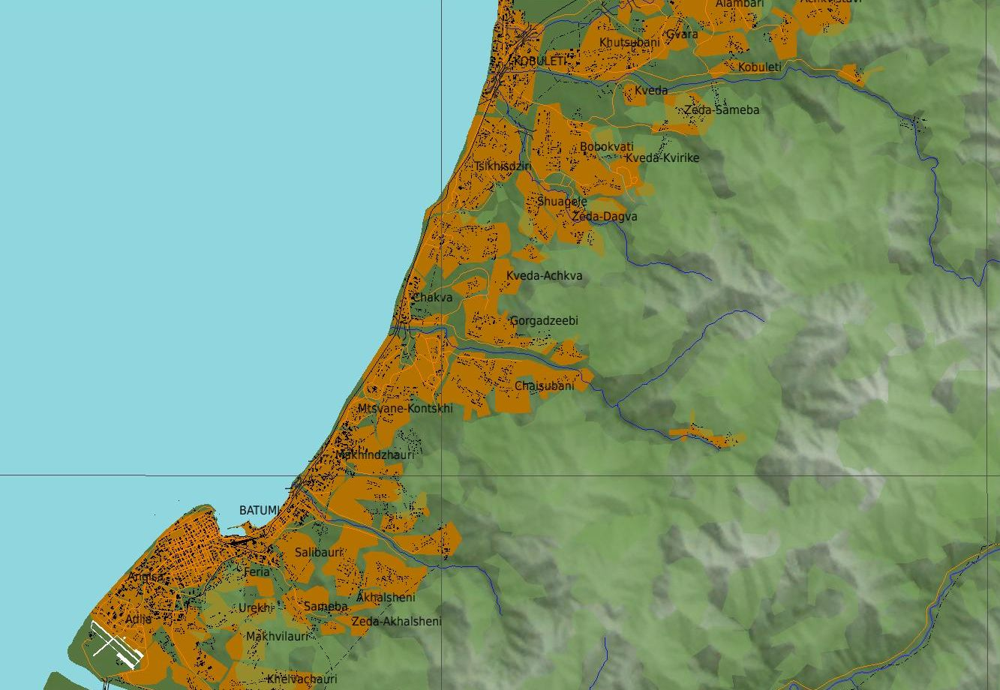 Alambari
Achkvistavi
Gvara
Khutsubani
KOBULETI
Kobuleti
Kveda
Zeda-Sameba
Bobokvati
Kveda-Kvirike
Tsikhisdziri
Shuagele
Zeda-Dagva
Kveda-Achkva
Chakva
Gorgadzeebi
Chaisubani
Mtsvane-Kontskhi
Makhindzhauri
BATUMI
Salibauri
Feria
Angisa
Akhalsheni
Urekhi
Sameba
Adlia
Zeda-Akhalsheni
Makhvilauri
Khelvachauri